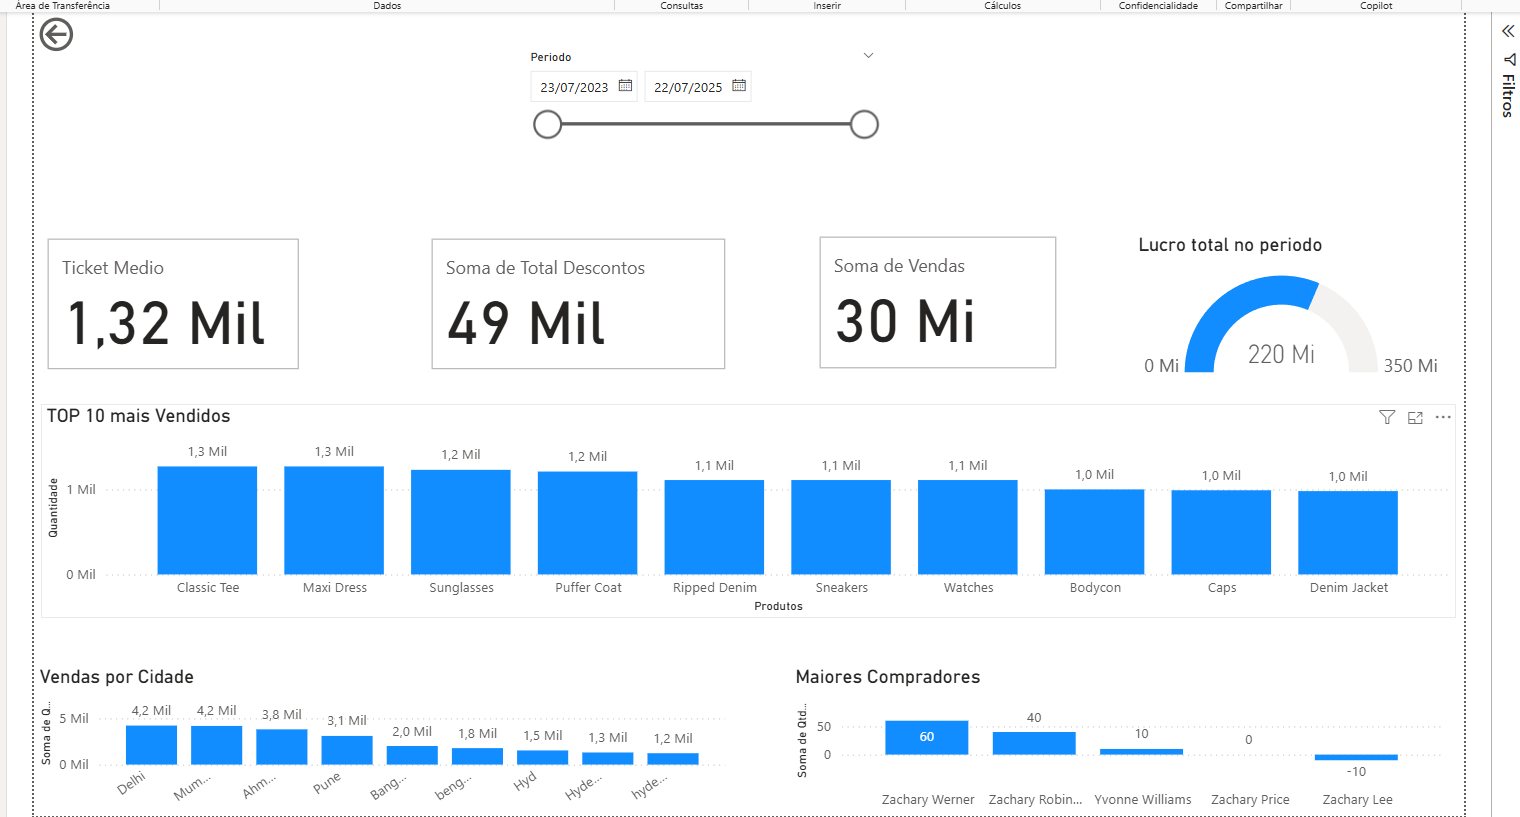 Área de Transferência Dados Consultas Inserir Cálculos Confidencialidade Compartilhar Copilot
Periodo
23/07/2023 22/07/2025
Filtros
Ticket Medio
1,32 Mil
Soma de Total Descontos
49 Mil
Soma de Vendas
30 Mi
Lucro total no periodo
220 Mi
0 Mi 350 Mi
TOP 10 mais Vendidos
Quantidade
1 Mil
0 Mil
1,3 Mil 1,3 Mil 1,2 Mil 1,2 Mil 1,1 Mil 1,1 Mil 1,1 Mil 1,0 Mil 1,0 Mil 1,0 Mil
Classic Tee Maxi Dress Sunglasses Puffer Coat Ripped Denim Sneakers Watches Bodycon Caps Denim Jacket
Produtos
Vendas por Cidade
Soma de Q...
5 Mil
0 Mil
4,2 Mil 4,2 Mil 3,8 Mil 3,1 Mil 2,0 Mil 1,8 Mil 1,5 Mil 1,3 Mil 1,2 Mil
Delhi Mum... Ahm... Pune Bang... beng... Hyd Hyde... hyde...
Maiores Compradores
Soma de Qtd...
50
0
60 40 10 0 -10
Zachary Werner Zachary Robin... Yvonne Williams Zachary Price Zachary Lee